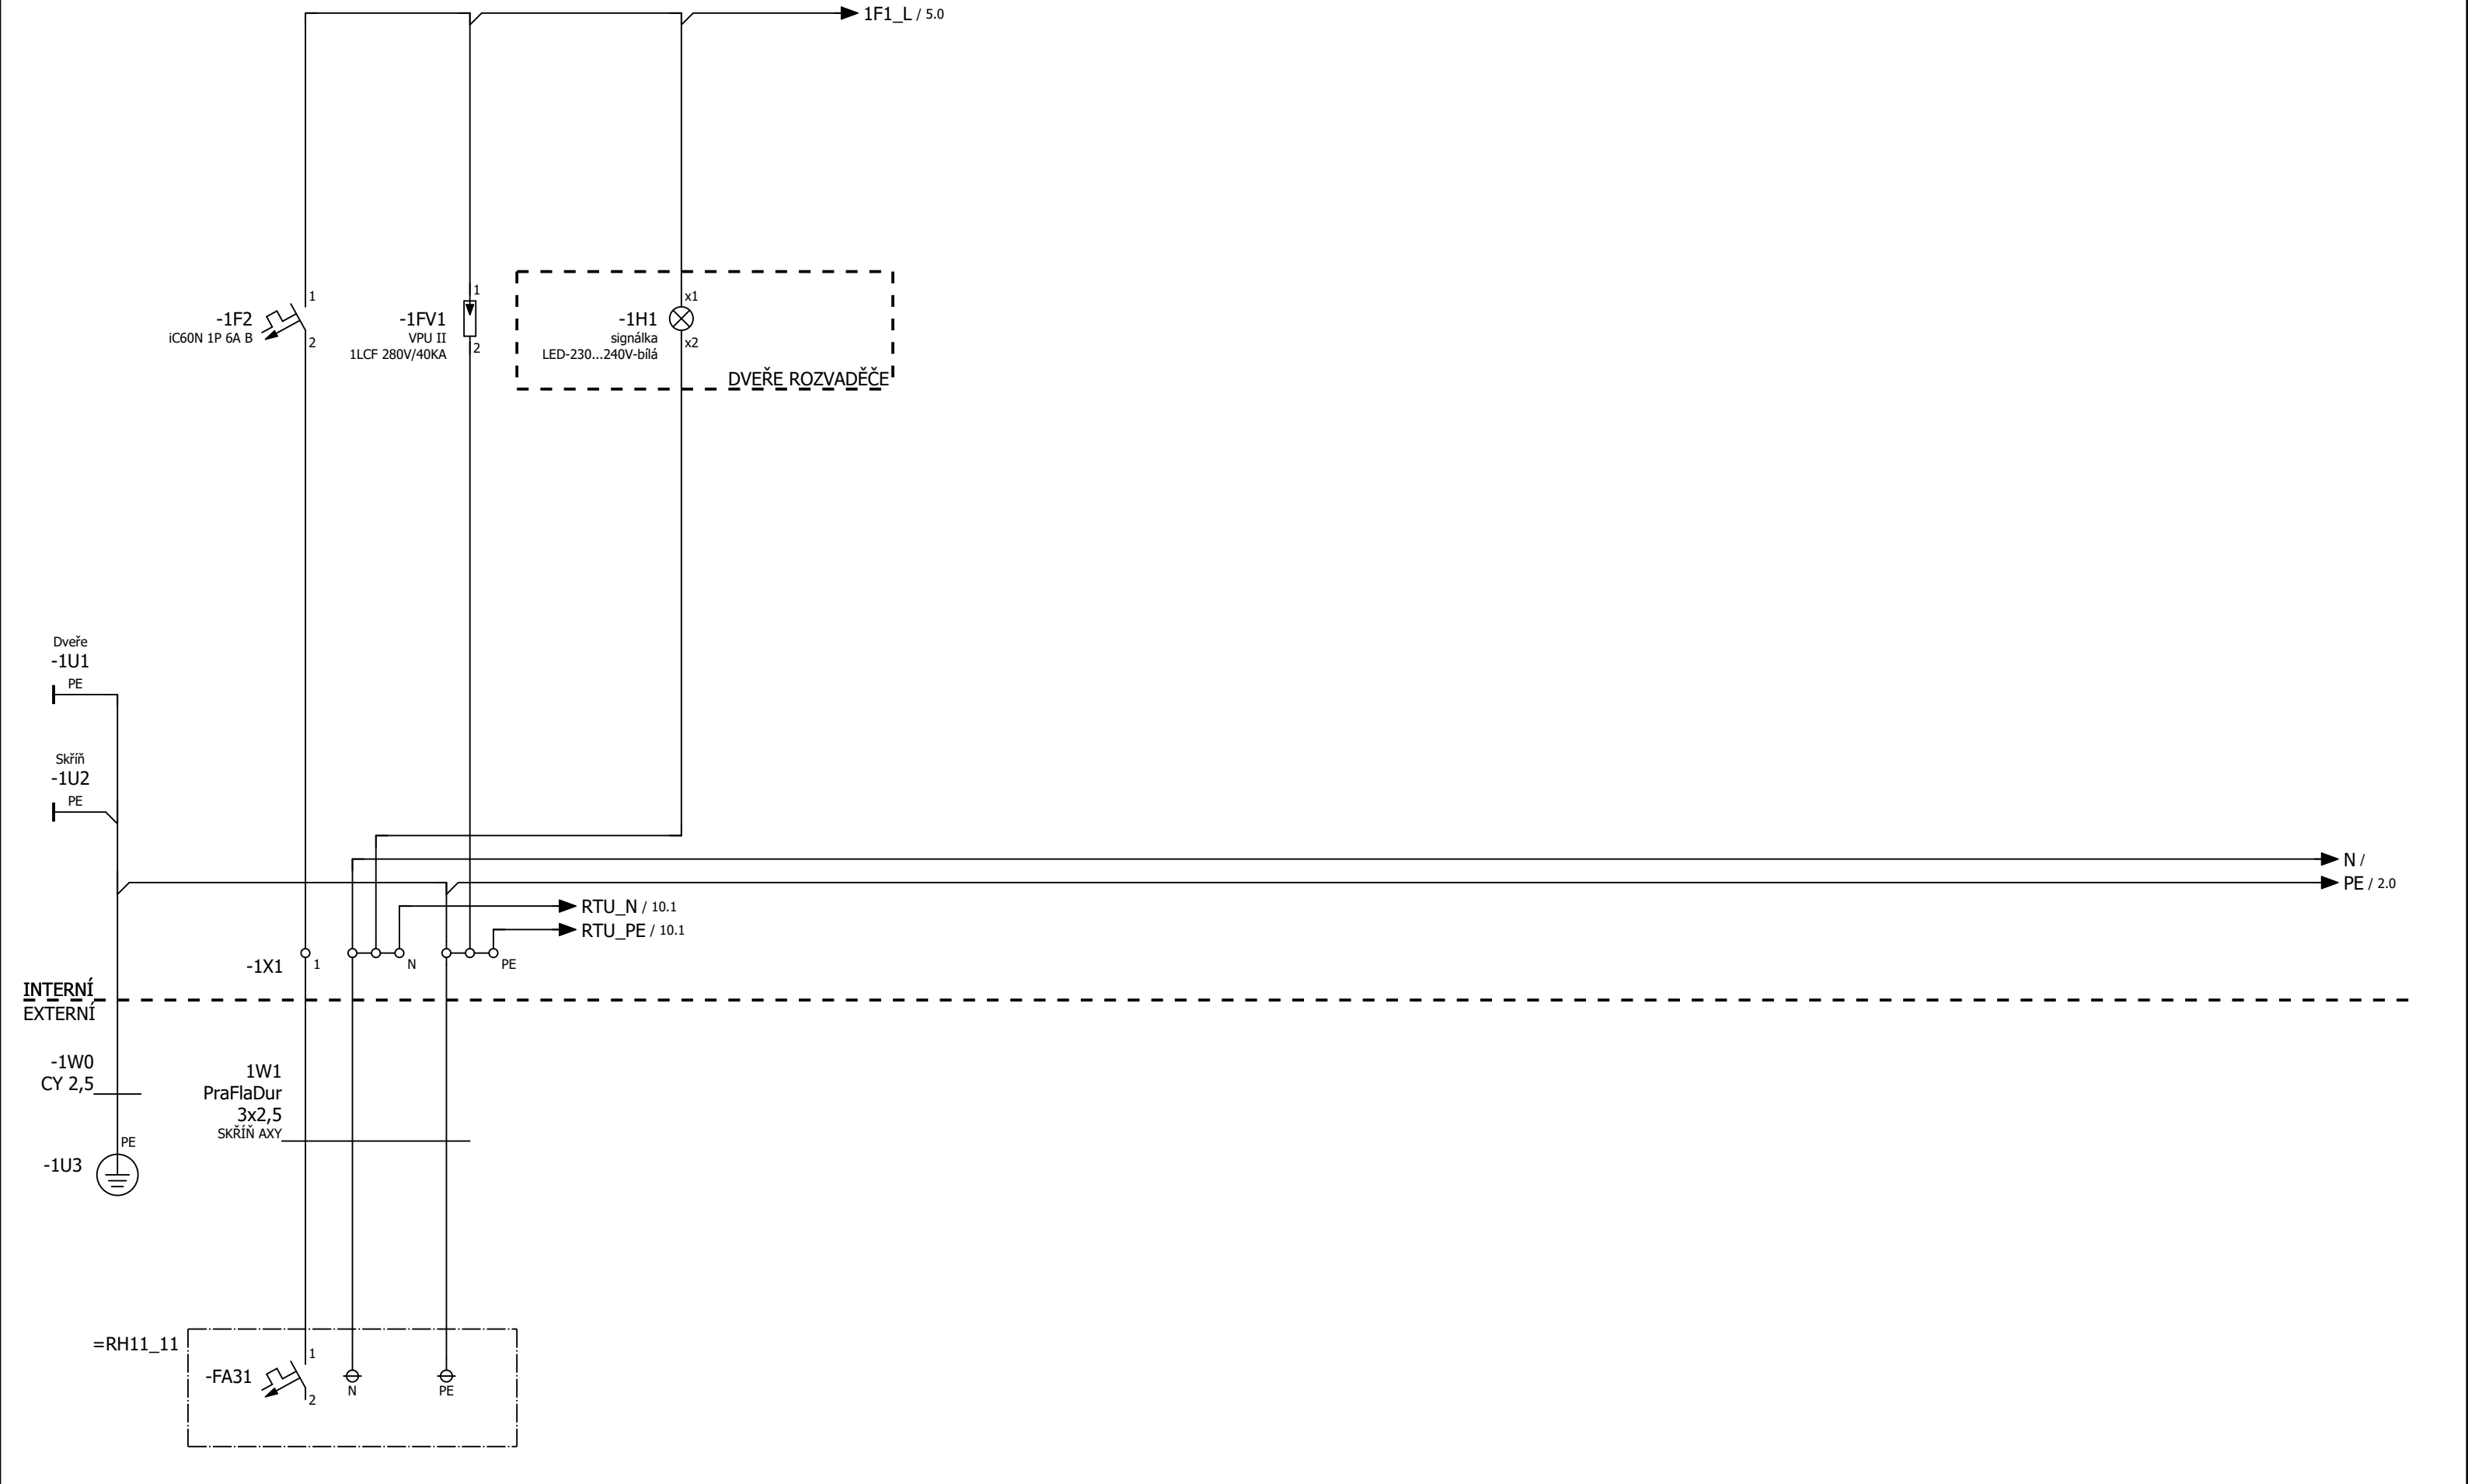 1F1_L / 5.0
1
-1F2
iC60N 1P 6A B
2
1
-1FV1
VPU II
1LCF 280V/40KA
2
x1
-1H1
signálka
LED-230...240V-bílá
x2
DVEŘE ROZVADĚČE
Dveře
-1U1
PE
Skříň
-1U2
PE
N /
PE / 2.0
RTU_N / 10.1
RTU_PE / 10.1
-1X1
1
N
PE
INTERNÍ
EXTERNÍ
-1W0
CY 2,5
1W1
PraFlaDur
3x2,5
SKŘÍŇ AXY
PE
-1U3
=RH11_11
1
-FA31
2
N
PE